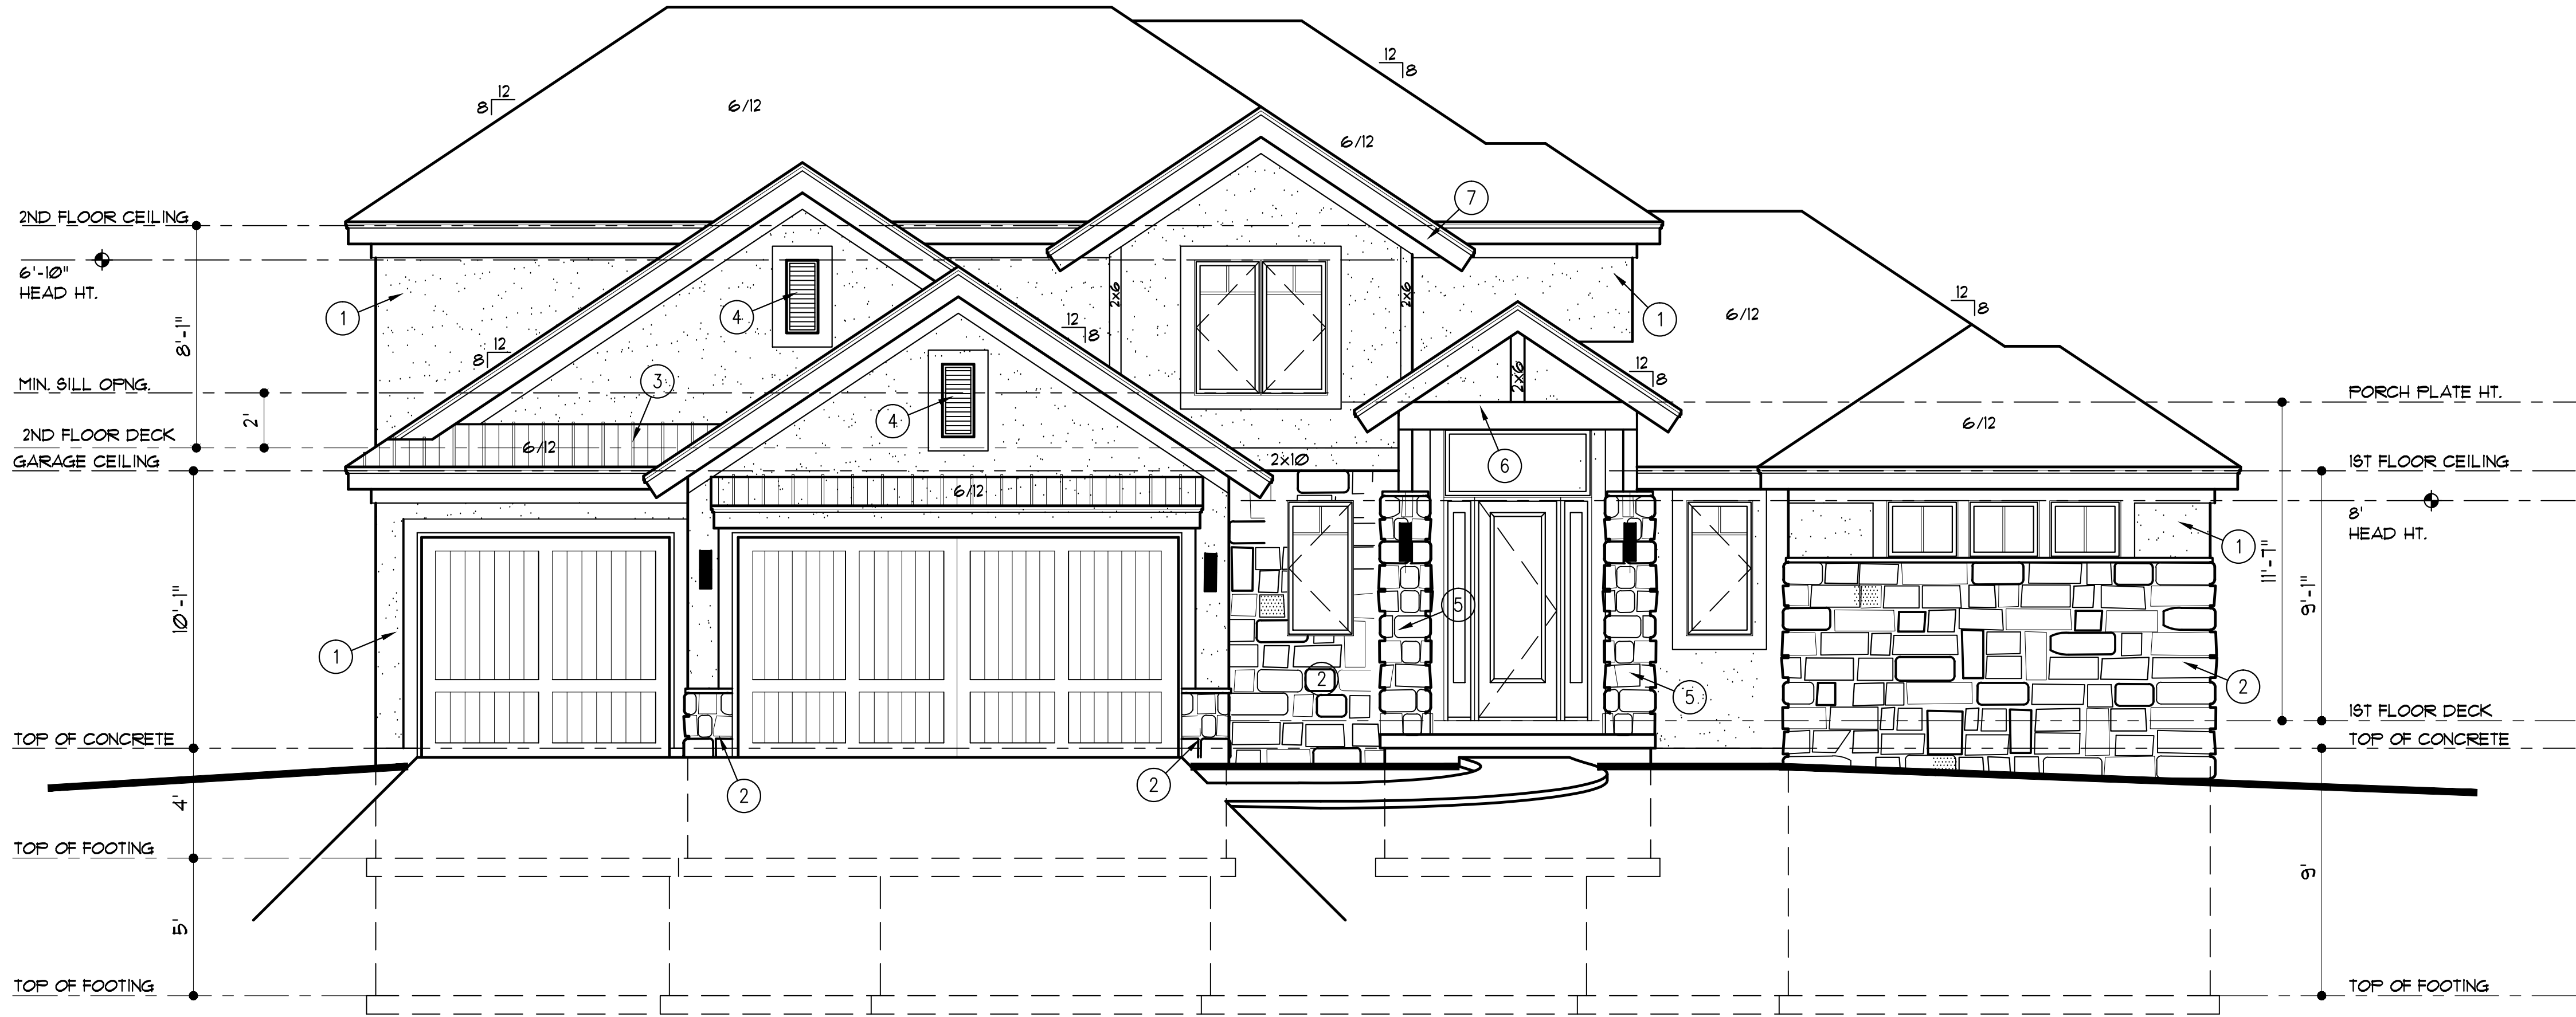 12
8
12
8
6/12
6/12
7
2ND FLOOR CEILING
6'-10"
HEAD HT.
8'-1"
1
4
2x6
2x6
1
6/12
12
8
12
8
12
8
12
8
3
4
2x6
MIN. SILL OPNG.
2'
PORCH PLATE HT.
6/12
2ND FLOOR DECK
GARAGE CEILING
6/12
6/12
2x10
6
1ST FLOOR CEILING
8'
HEAD HT.
1
11'-7"
9'-1"
10'-1"
1
5
2
5
2
1ST FLOOR DECK
TOP OF CONCRETE
TOP OF CONCRETE
2
2
4'
TOP OF FOOTING
5'
9'
TOP OF FOOTING
TOP OF FOOTING